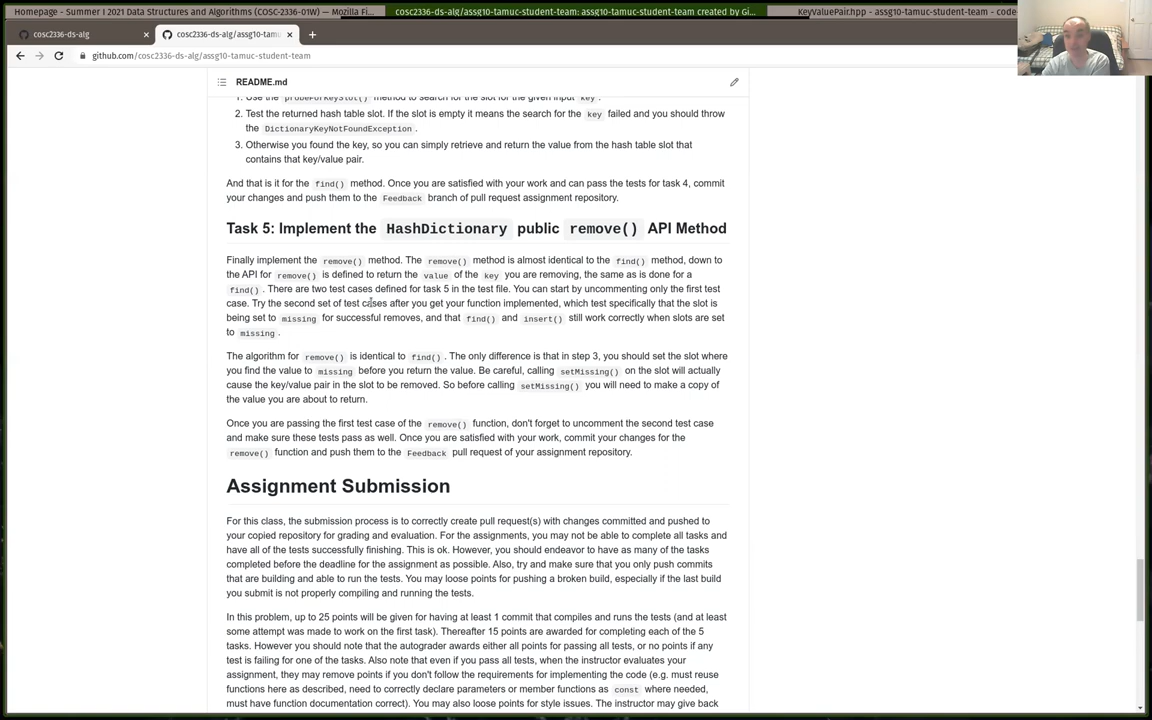 Homepage - Summer I 2021 Data Structures and Algorithms (COSC-2336-01W) — Mozilla Fi...
cosc2336-ds-alg/assg10-tamuc-student-team: assg10-tamuc-student-team created by Gi...
KeyValuePair.hpp - assg10-tamuc-student-team - code
cosc2336-ds-alg
cosc2336-ds-alg/assg10-tamu
github.com/cosc2336-ds-alg/assg10-tamuc-student-team
README.md
1. Use the probeForKeySlot() method to search for the slot for the given input key.
2. Test the returned hash table slot. If the slot is empty it means the search for the key failed and you should throw
the DictionaryKeyNotFoundException.
3. Otherwise you found the key, so you can simply retrieve and return the value from the hash table slot that
contains that key/value pair.
And that is it for the find() method. Once you are satisfied with your work and can pass the tests for task 4, commit
your changes and push them to the Feedback branch of pull request assignment repository.
Task 5: Implement the HashDictionary public remove() API Method
Finally implement the remove() method. The remove() method is almost identical to the find() method, down to
the API for remove() is defined to return the value of the key you are removing, the same as is done for a
find(). There are two test cases defined for task 5 in the test file. You can start by uncommenting only the first test
case. Try the second set of test cases after you get your function implemented, which test specifically that the slot is
being set to missing for successful removes, and that find() and insert() still work correctly when slots are set
to missing.
The algorithm for remove() is identical to find(). The only difference is that in step 3, you should set the slot where
you find the value to missing before you return the value. Be careful, calling setMissing() on the slot will actually
cause the key/value pair in the slot to be removed. So before calling setMissing() you will need to make a copy of
the value you are about to return.
Once you are passing the first test case of the remove() function, don't forget to uncomment the second test case
and make sure these tests pass as well. Once you are satisfied with your work, commit your changes for the
remove() function and push them to the Feedback pull request of your assignment repository.
Assignment Submission
For this class, the submission process is to correctly create pull request(s) with changes committed and pushed to
your copied repository for grading and evaluation. For the assignments, you may not be able to complete all tasks and
have all of the tests successfully finishing. This is ok. However, you should endeavor to have as many of the tasks
completed before the deadline for the assignment as possible. Also, try and make sure that you only push commits
that are building and able to run the tests. You may loose points for pushing a broken build, especially if the last build
you submit is not properly compiling and running the tests.
In this problem, up to 25 points will be given for having at least 1 commit that compiles and runs the tests (and at least
some attempt was made to work on the first task). Thereafter 15 points are awarded for completing each of the 5
tasks. However you should note that the autograder awards either all points for passing all tests, or no points if any
test is failing for one of the tasks. Also note that even if you pass all tests, when the instructor evaluates your
assignment, they may remove points if you don't follow the requirements for implementing the code (e.g. must reuse
functions here as described, need to correctly declare parameters or member functions as const where needed,
must have function documentation correct). You may also loose points for style issues. The instructor may give back